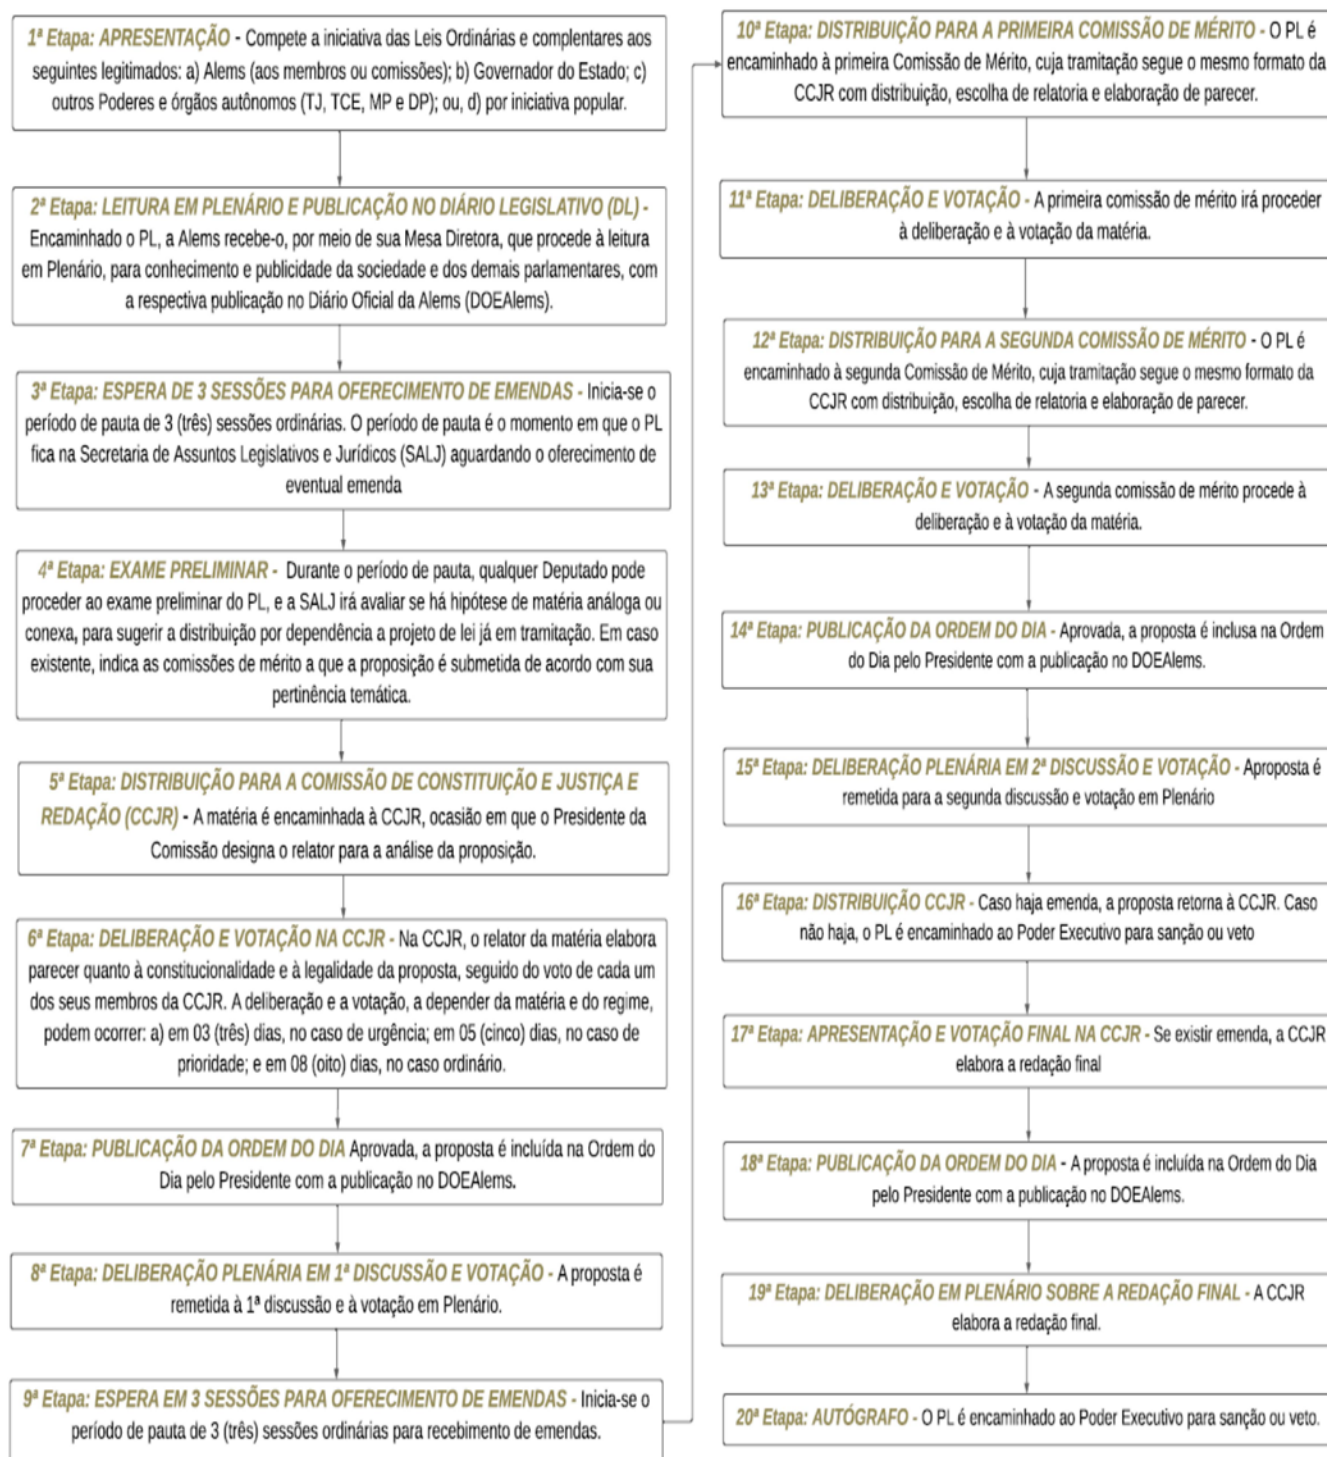 1ª Etapa: APRESENTAÇÃO - Compete a iniciativa das Leis Ordinárias e complentares aos
seguintes legitimados: a) Alems (aos membros ou comissões); b) Governador do Estado; c)
outros Poderes e órgãos autônomos (TJ, TCE, MP e DP); ou, d) por iniciativa popular.
2ª Etapa: LEITURA EM PLENÁRIO E PUBLICAÇÃO NO DIÁRIO LEGISLATIVO (DL) -
Encaminhado o PL, a Alems recebe-o, por meio de sua Mesa Diretora, que procede à leitura
em Plenário, para conhecimento e publicidade da sociedade e dos demais parlamentares, com
a respectiva publicação no Diário Oficial da Alems (DOEAlems).
3ª Etapa: ESPERA DE 3 SESSÕES PARA OFERECIMENTO DE EMENDAS - Inicia-se o
período de pauta de 3 (três) sessões ordinárias. O período de pauta é o momento em que o PL
fica na Secretaria de Assuntos Legislativos e Jurídicos (SALJ) aguardando o oferecimento de
eventual emenda
4ª Etapa: EXAME PRELIMINAR - Durante o período de pauta, qualquer Deputado pode
proceder ao exame preliminar do PL, e a SALJ irá avaliar se há hipótese de matéria análoga ou
conexa, para sugerir a distribuição por dependência a projeto de lei já em tramitação. Em caso
existente, indica as comissões de mérito a que a proposição é submetida de acordo com sua
pertinência temática.
5ª Etapa: DISTRIBUIÇÃO PARA A COMISSÃO DE CONSTITUIÇÃO E JUSTIÇA E
REDAÇÃO (CCJR) - A matéria é encaminhada à CCJR, ocasião em que o Presidente da
Comissão designa o relator para a análise da proposição.
6ª Etapa: DELIBERAÇÃO E VOTAÇÃO NA CCJR - Na CCJR, o relator da matéria elabora
parecer quanto à constitucionalidade e à legalidade da proposta, seguido do voto de cada um
dos seus membros da CCJR. A deliberação e a votação, a depender da matéria e do regime,
podem ocorrer: a) em 03 (três) dias, no caso de urgência; em 05 (cinco) dias, no caso de
prioridade; e em 08 (oito) dias, no caso ordinário.
7ª Etapa: PUBLICAÇÃO DA ORDEM DO DIA Aprovada, a proposta é incluída na Ordem do
Dia pelo Presidente com a publicação no DOEAlems.
8ª Etapa: DELIBERAÇÃO PLENÁRIA EM 1ª DISCUSSÃO E VOTAÇÃO - A proposta é
remetida à 1ª discussão e à votação em Plenário.
9ª Etapa: ESPERA EM 3 SESSÕES PARA OFERECIMENTO DE EMENDAS - Inicia-se o
período de pauta de 3 (três) sessões ordinárias para recebimento de emendas.
10ª Etapa: DISTRIBUIÇÃO PARA A PRIMEIRA COMISSÃO DE MÉRITO - O PL é
encaminhado à primeira Comissão de Mérito, cuja tramitação segue o mesmo formato da
CCJR com distribuição, escolha de relatoria e elaboração de parecer.
11ª Etapa: DELIBERAÇÃO E VOTAÇÃO - A primeira comissão de mérito irá proceder
à deliberação e à votação da matéria.
12ª Etapa: DISTRIBUIÇÃO PARA A SEGUNDA COMISSÃO DE MÉRITO - O PL é
encaminhado à segunda Comissão de Mérito, cuja tramitação segue o mesmo formato da
CCJR com distribuição, escolha de relatoria e elaboração de parecer.
13ª Etapa: DELIBERAÇÃO E VOTAÇÃO - A segunda comissão de mérito procede à
deliberação e à votação da matéria.
14ª Etapa: PUBLICAÇÃO DA ORDEM DO DIA - Aprovada, a proposta é inclusa na Ordem
do Dia pelo Presidente com a publicação no DOEAlems.
15ª Etapa: DELIBERAÇÃO PLENÁRIA EM 2ª DISCUSSÃO E VOTAÇÃO - Aproposta é
remetida para a segunda discussão e votação em Plenário
16ª Etapa: DISTRIBUIÇÃO CCJR - Caso haja emenda, a proposta retorna à CCJR. Caso
não haja, o PL é encaminhado ao Poder Executivo para sanção ou veto
17ª Etapa: APRESENTAÇÃO E VOTAÇÃO FINAL NA CCJR - Se existir emenda, a CCJR
elabora a redação final
18ª Etapa: PUBLICAÇÃO DA ORDEM DO DIA - A proposta é incluída na Ordem do Dia
pelo Presidente com a publicação no DOEAlems.
19ª Etapa: DELIBERAÇÃO EM PLENÁRIO SOBRE A REDAÇÃO FINAL - A CCJR
elabora a redação final.
20ª Etapa: AUTÓGRAFO - O PL é encaminhado ao Poder Executivo para sanção ou veto.